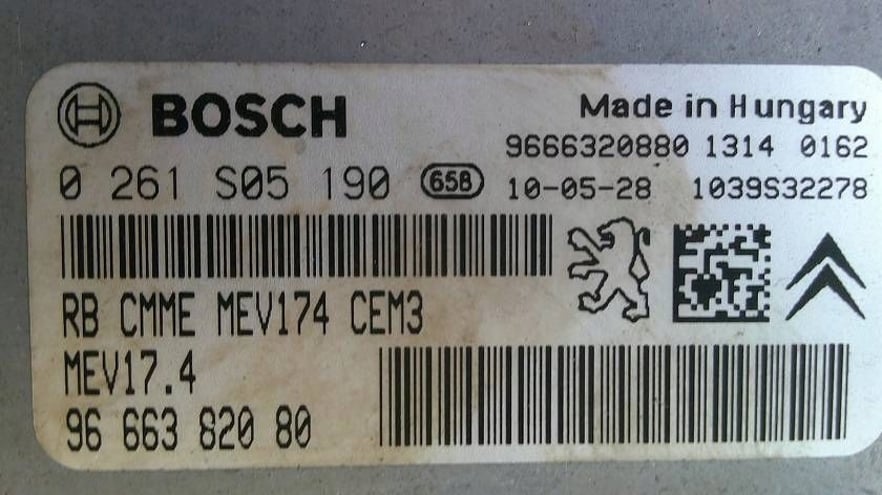 BOSCH
Made in Hungary
9666320880 1314 0162
0 261 S05 190 658
10-05-28 1039S32278
RB CMME MEV174 CEM3
MEV17.4
96 663 820 80